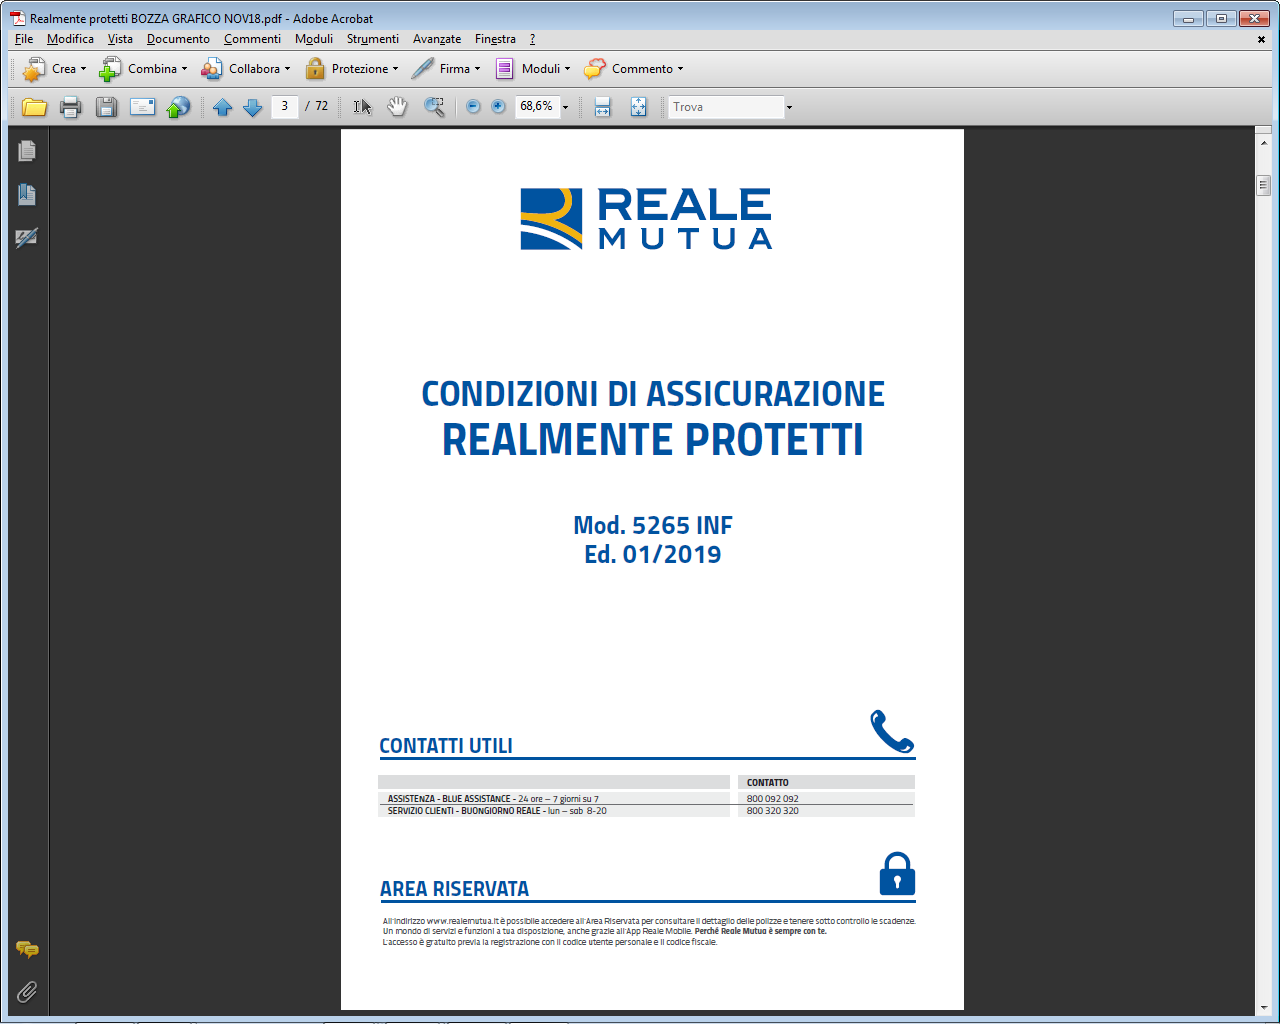 Realmente protetti BOZZA GRAFICO NOV18.pdf - Adobe Acrobat
File Modifica Vista Documento Commenti Moduli Strumenti Avanzate Finestra ?
Crea Combina Collabora Protezione Firma Moduli Commento
3 / 72 68,6% Trova
REALE
MUTUA
CONDIZIONI DI ASSICURAZIONE
REALMENTE PROTETTI
Mod. 5265 INF
Ed. 01/2019
CONTATTI UTILI
CONTATTO
ASSISTENZA - BLUE ASSISTANCE - 24 ore – 7 giorni su 7 800 092 092
SERVIZIO CLIENTI - BUONGIORNO REALE - lun – sab 8-20 800 320 320
AREA RISERVATA
All'indirizzo www.realemutua.it è possibile accedere all'Area Riservata per consultare il dettaglio delle polizze e tenere sotto controllo le scadenze.
Un mondo di servizi e funzioni a tua disposizione, anche grazie all'App Reale Mobile. Perché Reale Mutua è sempre con te.
L'accesso è gratuito previa la registrazione con il codice utente personale e il codice fiscale.